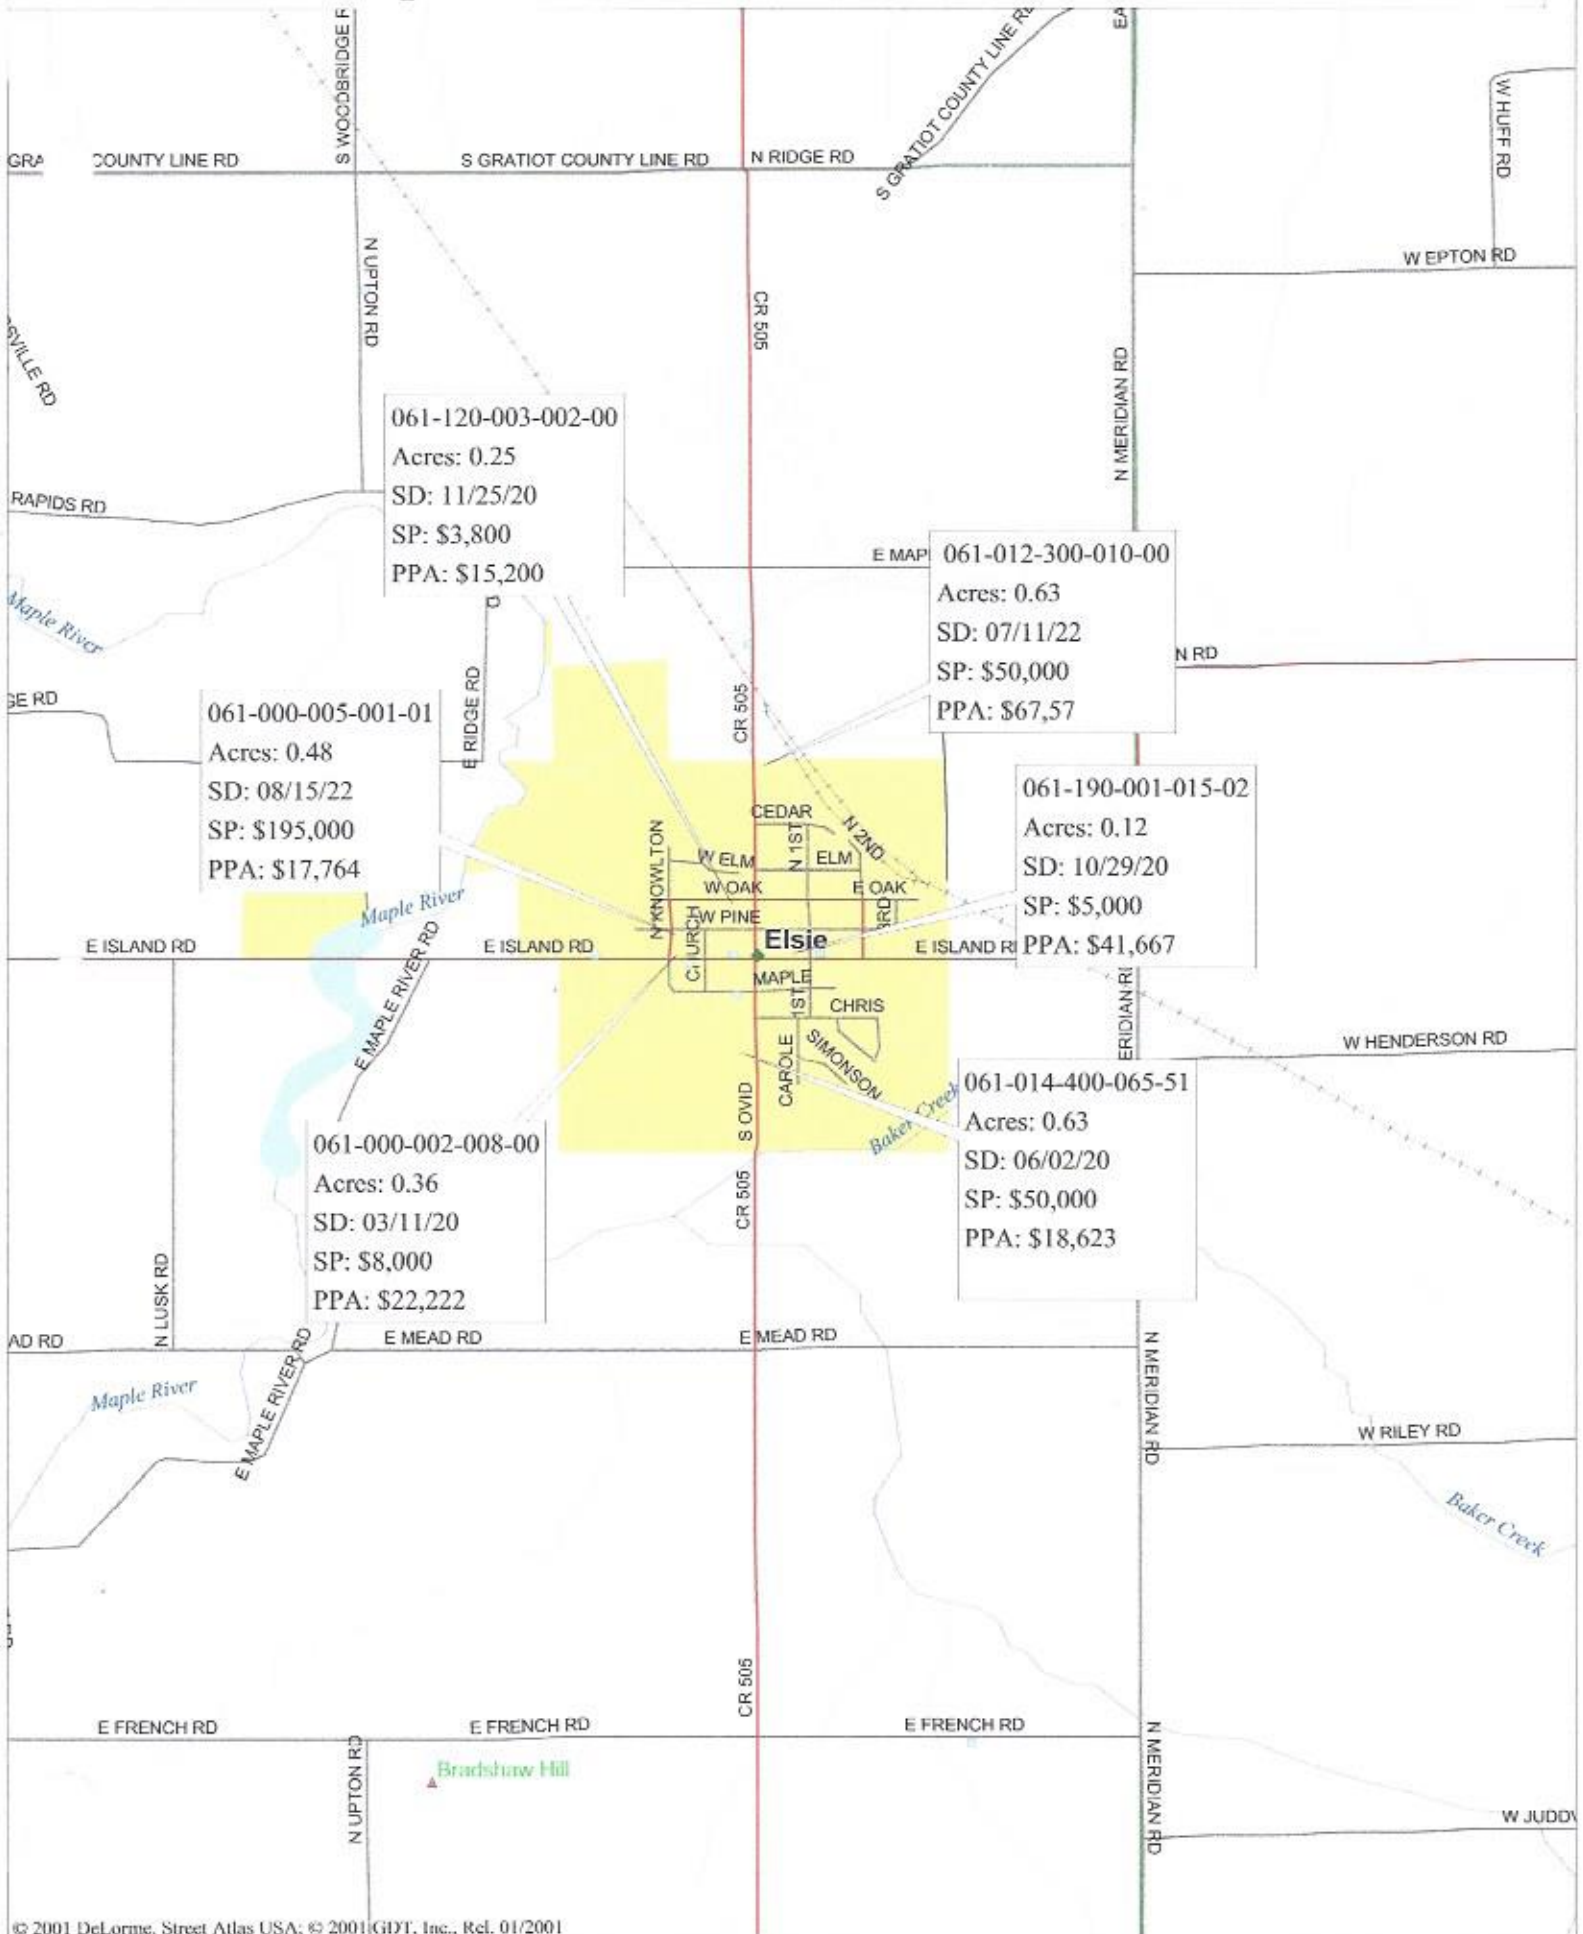 S WOODBRIDGE R
S GRATIOT COUNTY LINE RD
EA
W HUFF RD
GRA
COUNTY LINE RD
S GRATIOT COUNTY LINE RD
N RIDGE RD
N UPTON RD
W EPTON RD
CR 505
SVILLE RD
N MERIDIAN RD
061-120-003-002-00
Acres: 0.25
SD: 11/25/20
SP: $3,800
PPA: $15,200
RAPIDS RD
E MAP
061-012-300-010-00
Acres: 0.63
SD: 07/11/22
SP: $50,000
PPA: $67,57
Maple River
N RD
GE RD
E RIDGE RD
CR 505
061-000-005-001-01
Acres: 0.48
SD: 08/15/22
SP: $195,000
PPA: $17,764
061-190-001-015-02
Acres: 0.12
SD: 10/29/20
SP: $5,000
PPA: $41,667
CEDAR
N 2ND
N 1ST
N KNOWLTON
W ELM
ELM
W OAK
E OAK
Maple River
W PINE
3RD
CHURCH
Elsie
E ISLAND RD
E ISLAND RD
E ISLAND R
E MAPLE RIVER RD
MAPLE
1ST
CHRIS
MERIDIAN RD
W HENDERSON RD
CAROLE
SIMONSON
S OVID
Baker Creek
061-014-400-065-51
Acres: 0.63
SD: 06/02/20
SP: $50,000
PPA: $18,623
061-000-002-008-00
Acres: 0.36
SD: 03/11/20
SP: $8,000
PPA: $22,222
CR 505
N LUSK RD
AD RD
E MEAD RD
E MEAD RD
N MERIDIAN RD
Maple River
E MAPLE RIVER RD
W RILEY RD
Baker Creek
CR 505
E FRENCH RD
E FRENCH RD
E FRENCH RD
N UPTON RD
Bradshaw Hill
N MERIDIAN RD
W JUDDV
© 2001 DeLorme. Street Atlas USA; © 2001 GDT, Inc., Rel. 01/2001